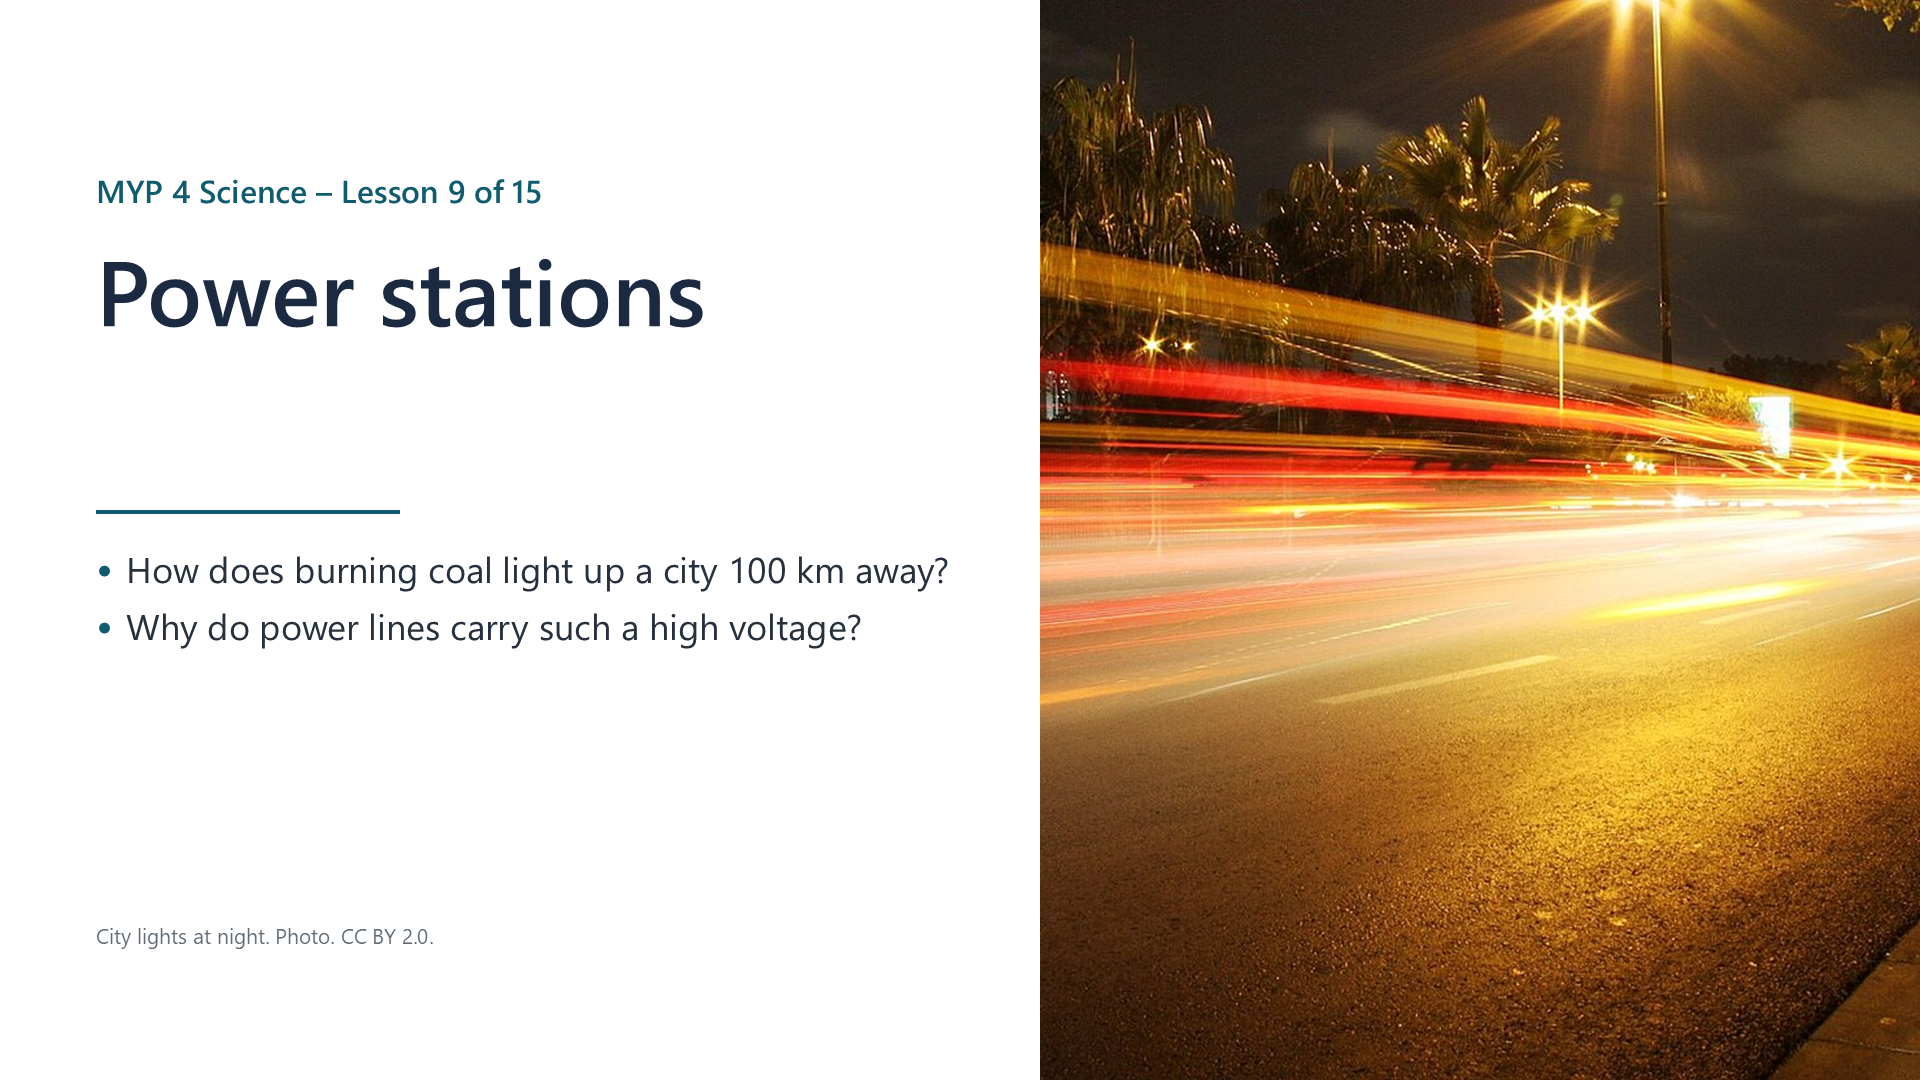 MYP 4 Science – Lesson 9 of 15
Power stations
• How does burning coal light up a city 100 km away?
• Why do power lines carry such a high voltage?
City lights at night. Photo. CC BY 2.0.